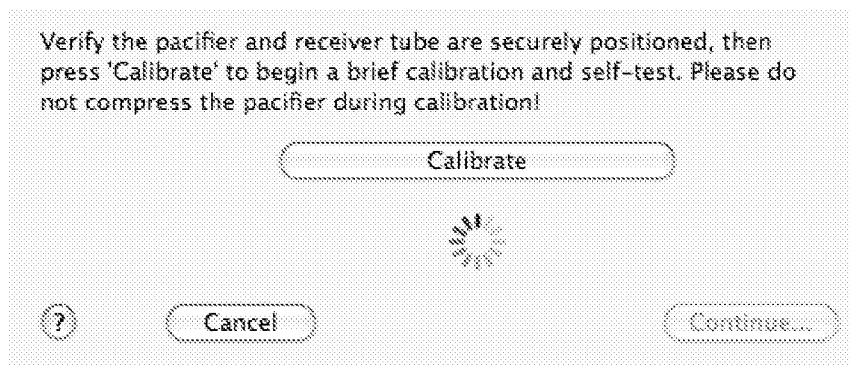 Verify the pacifier and receiver tube are securely positioned, then
press 'Calibrate' to begin a brief calibration and self-test. Please do
not compress the pacifier during calibration!
Calibrate
? Cancel Continue...